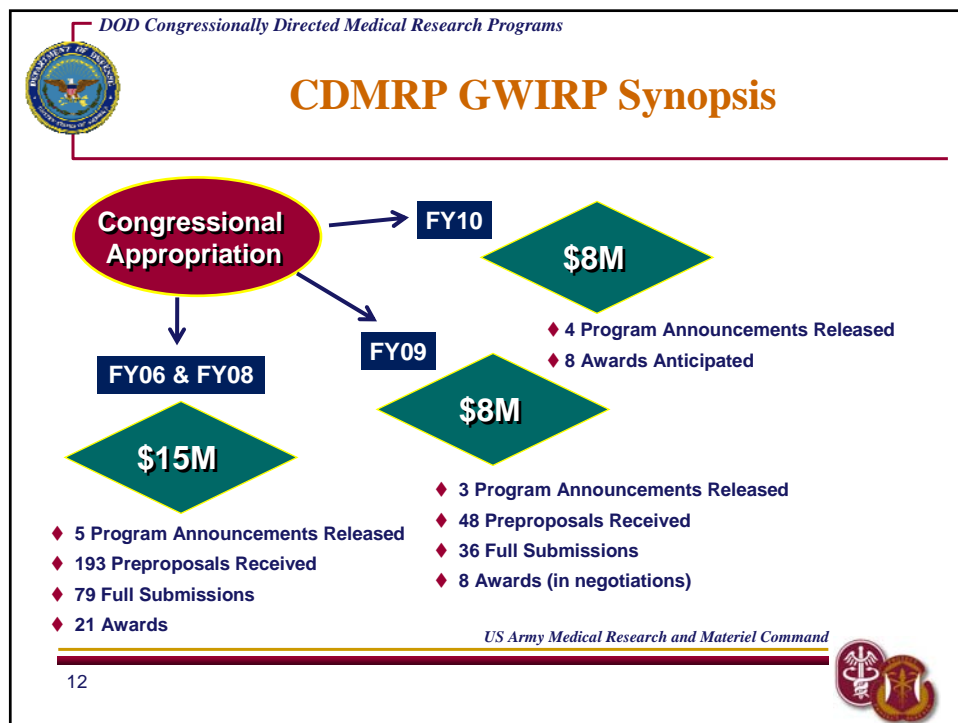 DOD Congressionally Directed Medical Research Programs
CDMRP GWIRP Synopsis
Congressional
Appropriation
FY10
$8M
♦ 4 Program Announcements Released
♦ 8 Awards Anticipated
FY09
$8M
♦ 3 Program Announcements Released
♦ 48 Preproposals Received
♦ 36 Full Submissions
♦ 8 Awards (in negotiations)
FY06 & FY08
$15M
♦ 5 Program Announcements Released
♦ 193 Preproposals Received
♦ 79 Full Submissions
♦ 21 Awards
US Army Medical Research and Materiel Command
12